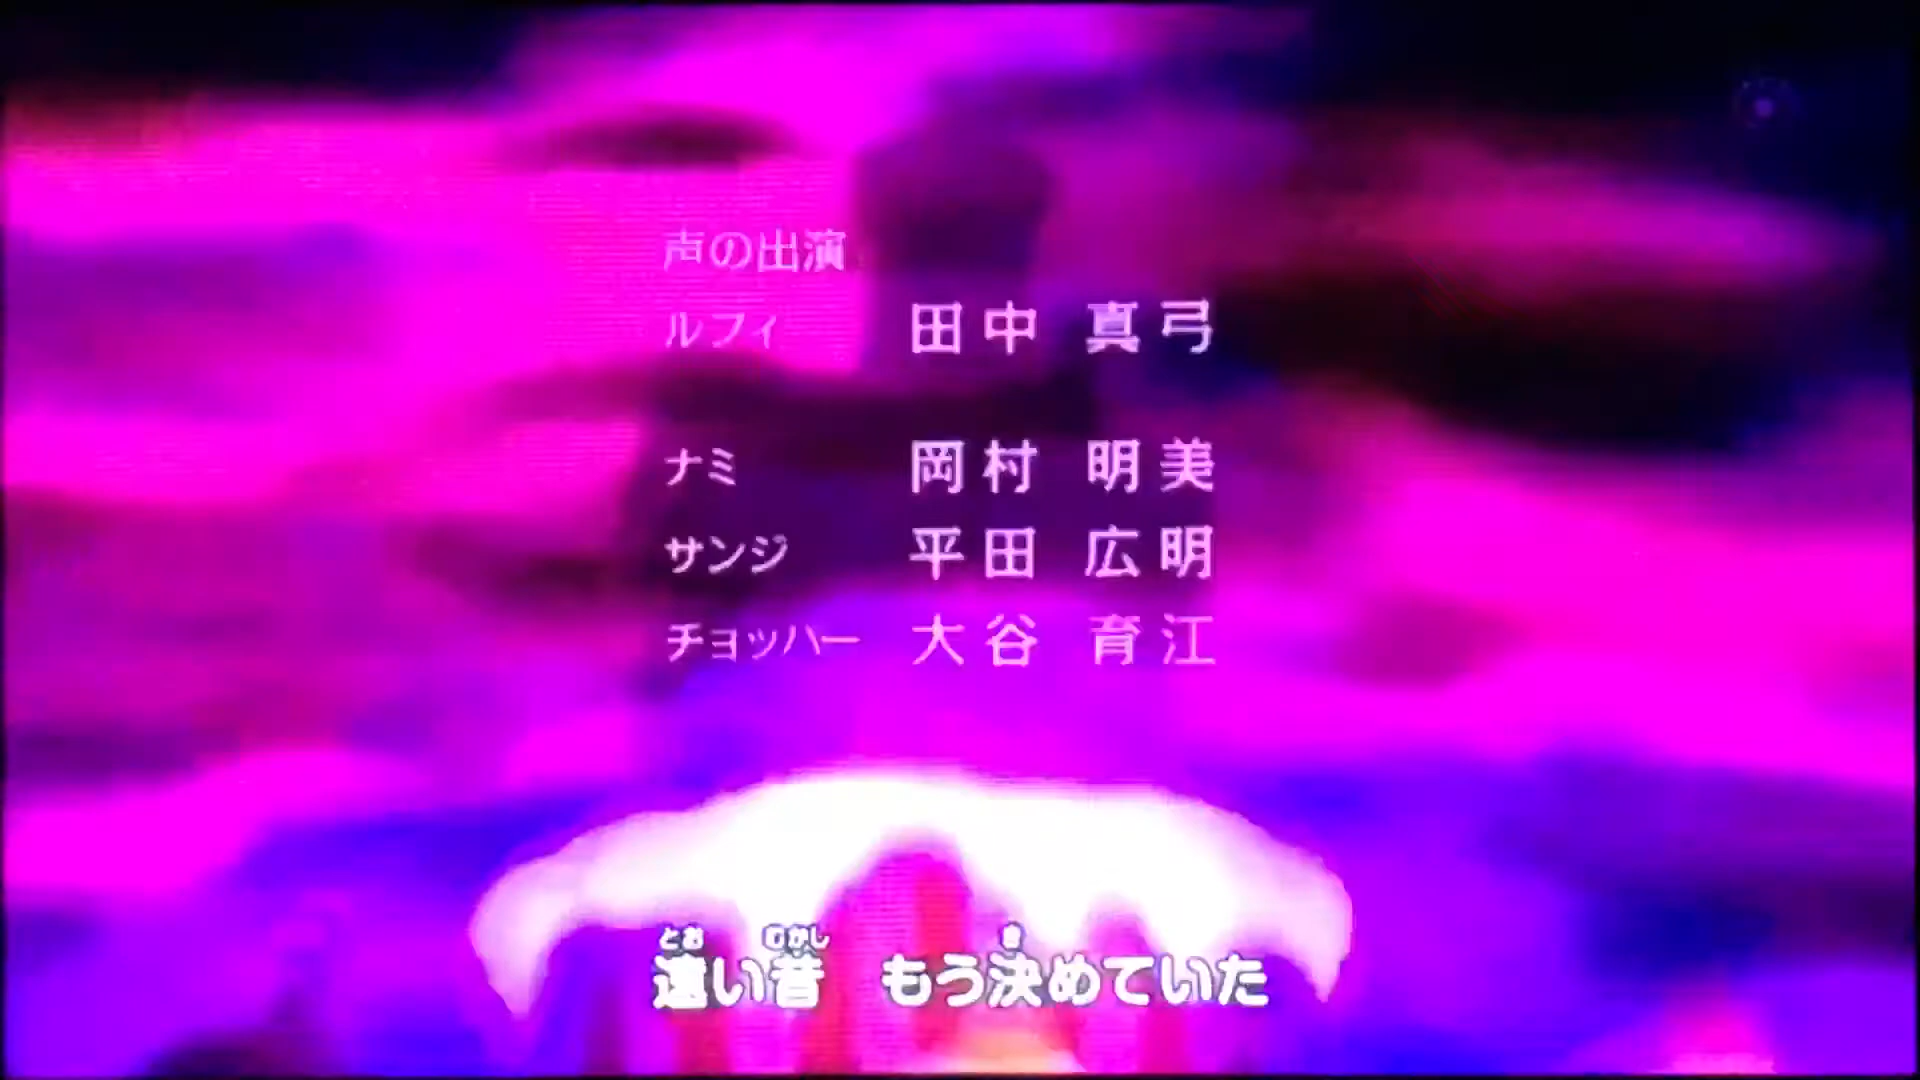 声の出演
ルフィ 田中 真弓
ナミ 岡村 明美
サンジ 平田 広明
チョッパー 大谷 育江
とお むかし き
遠い昔 もう決めていた